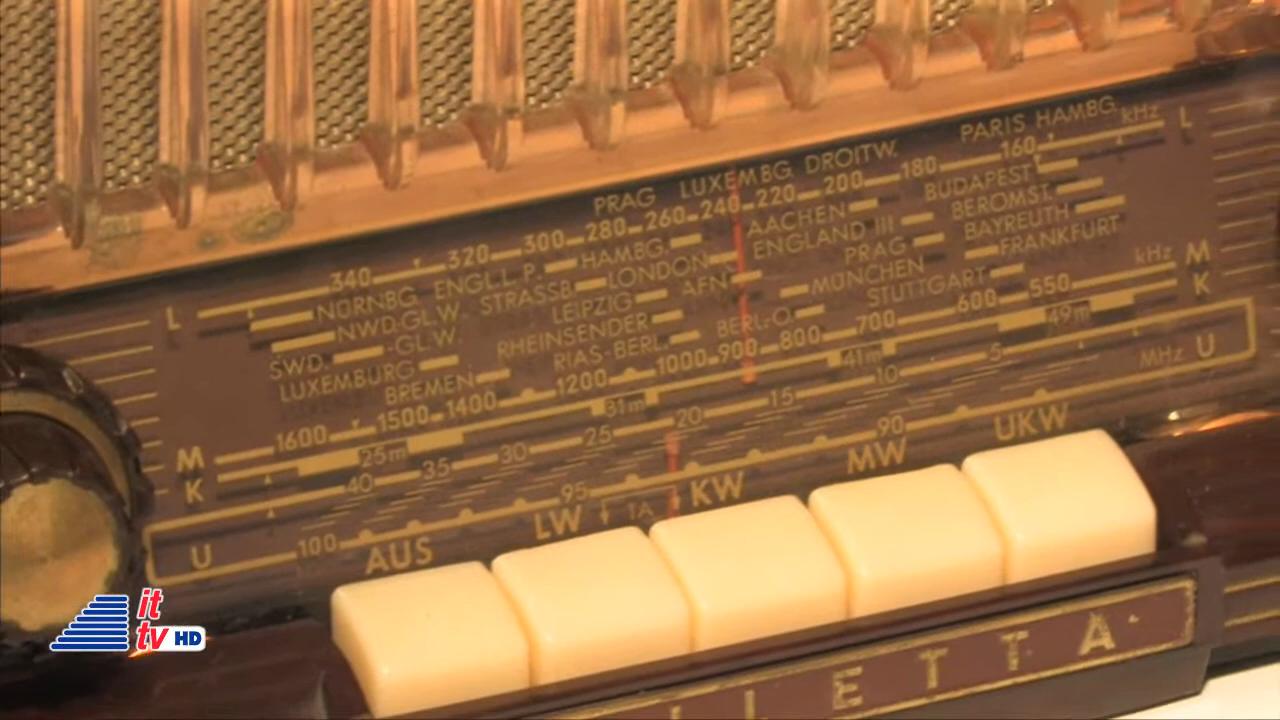 PARIS HAMBG. kHz L
PRAG LUXEMBG. DROITW.
L 340 320 300 280 260 240 220 200 180 160
NÜRNBG. ENGL.L.P. HAMBG. AACHEN BUDAPEST
NWD.-GL.W. STRASSB. LONDON ENGLAND III BEROMST.
SWD. -GL.W. LEIPZIG AFN PRAG BAYREUTH
LUXEMBURG RHEINSENDER MÜNCHEN FRANKFURT
BREMEN RIAS-BERL. BERL.-O. STUTTGART kHz M
M 1600 1500 1400 1200 1000 900 800 700 600 550
K 25m 31m 41m 49m K
40 35 30 25 20 15 10 5
U 100 95 90 MHz U
AUS LW TA KW MW UKW
LETTA
it
tv HD